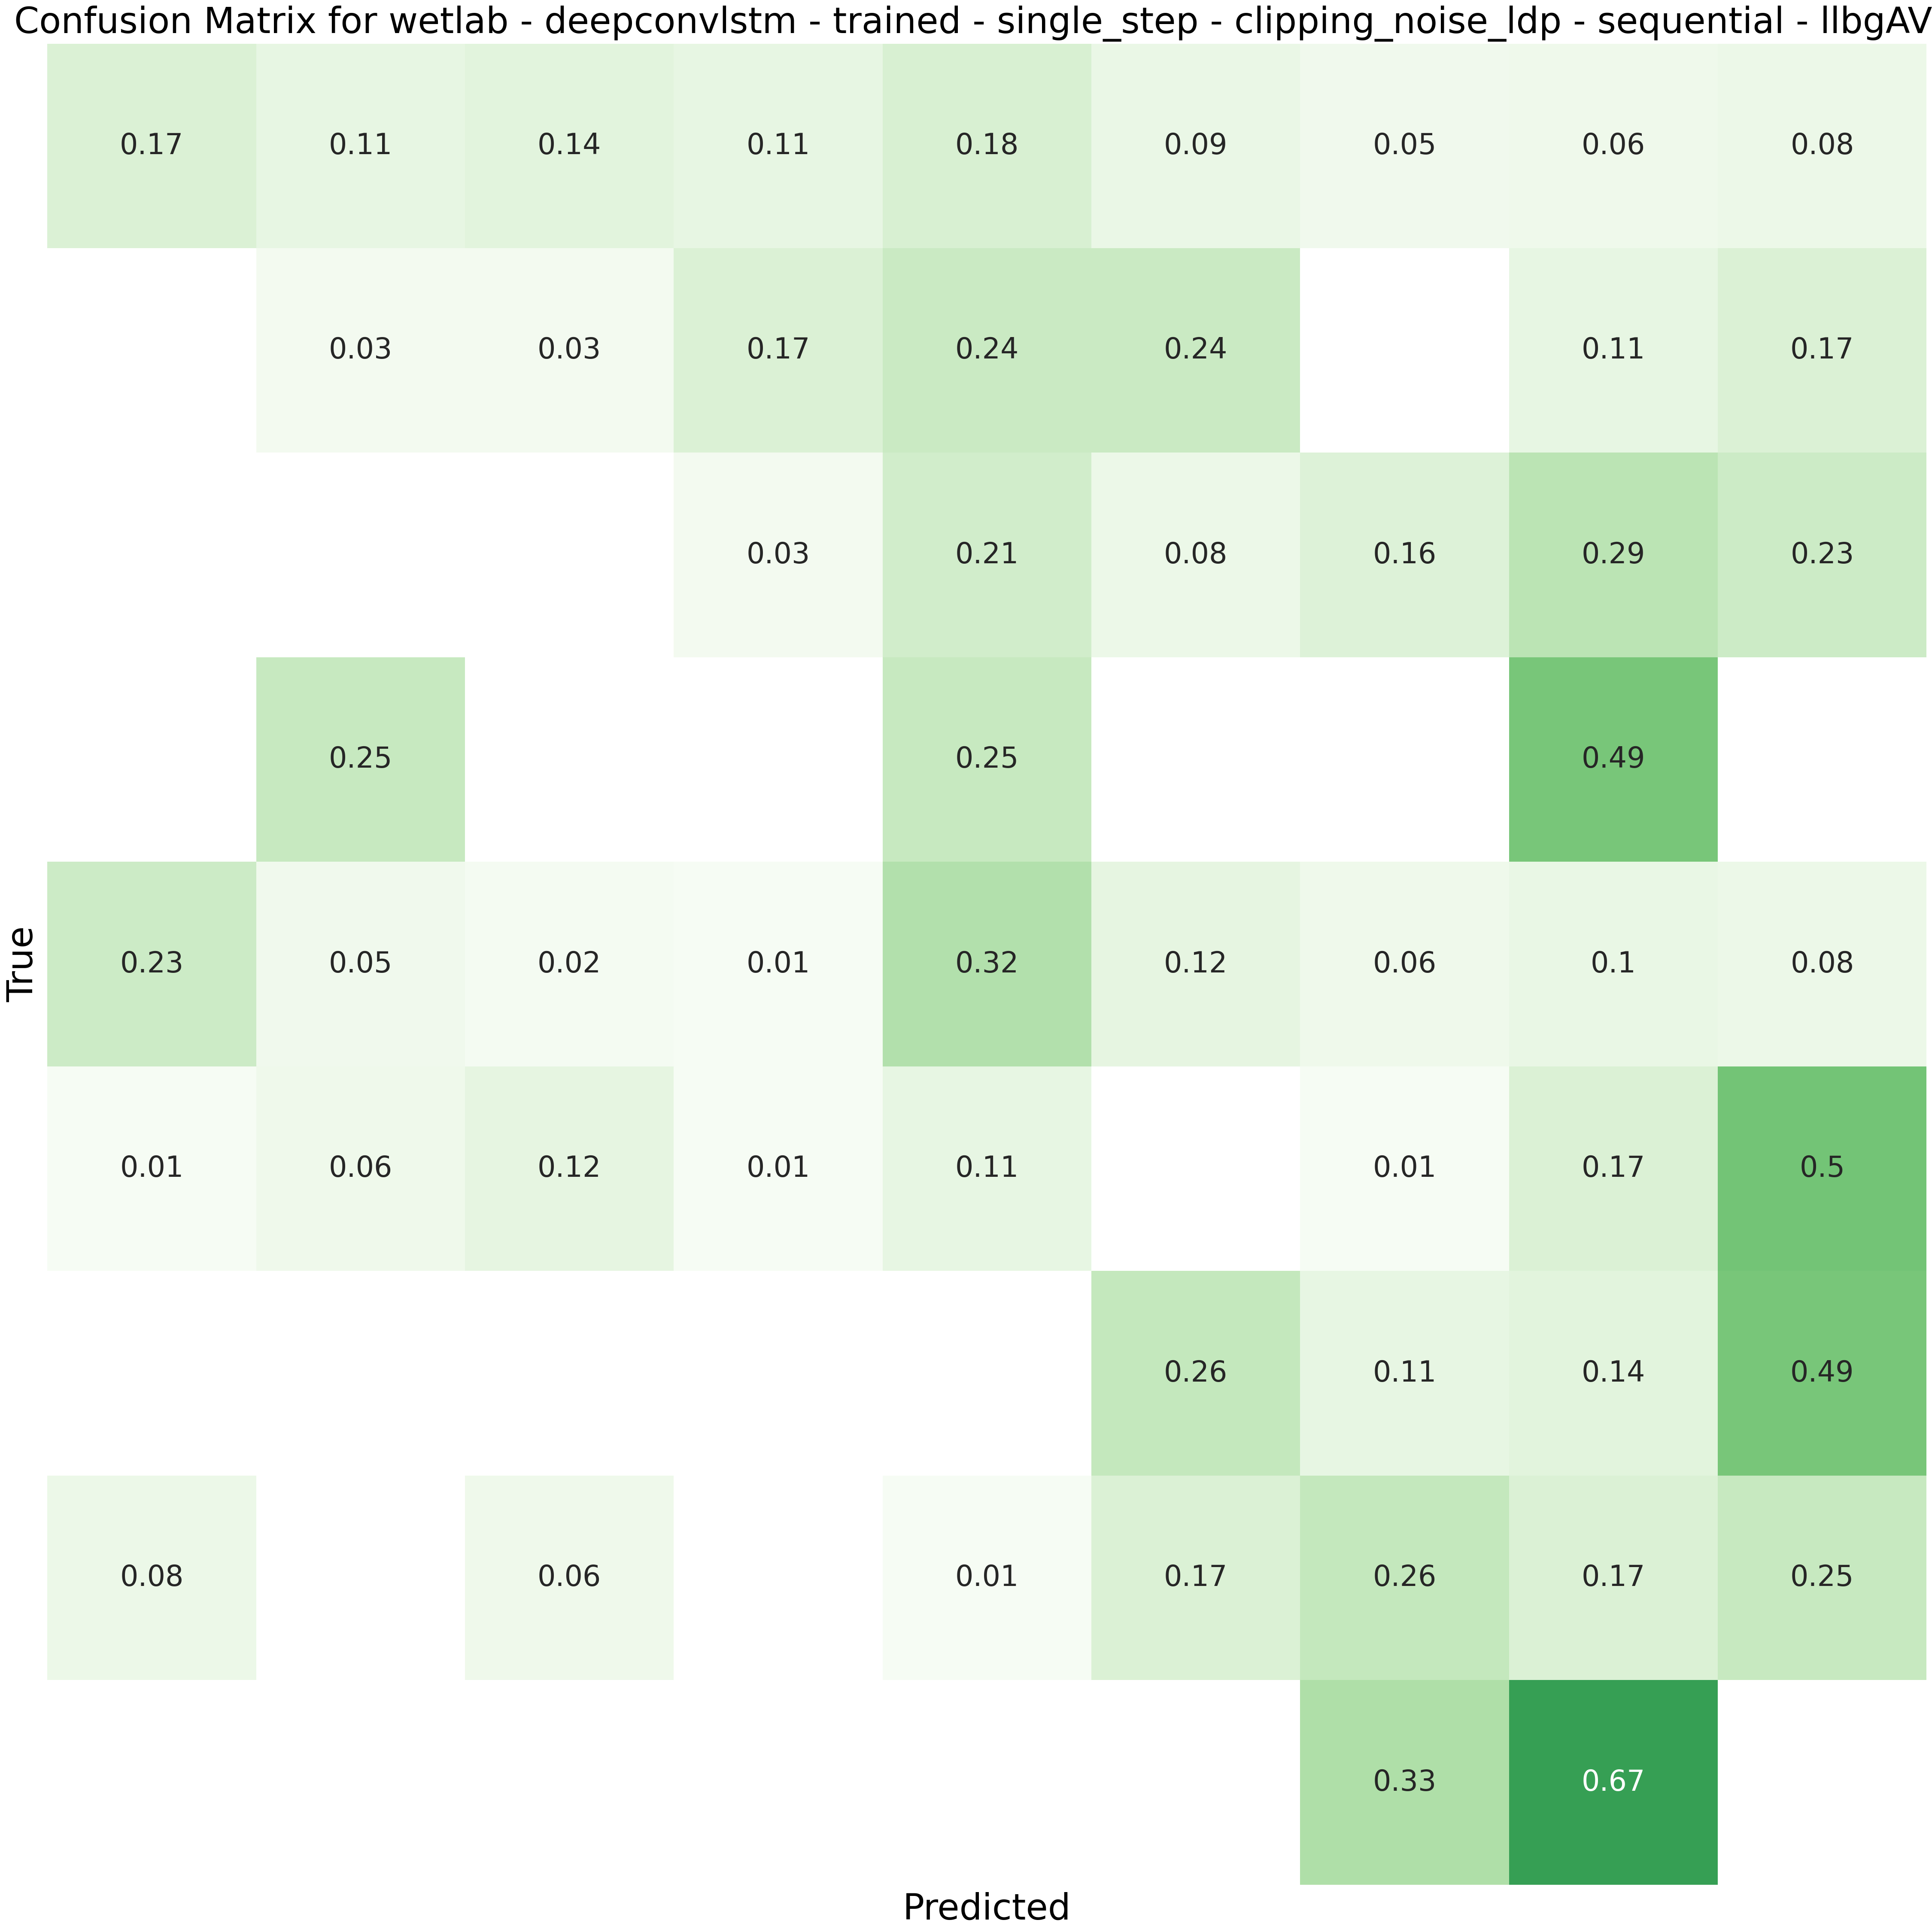 Confusion Matrix for wetlab - deepconvlstm - trained - single_step - clipping_noise_ldp - sequential - llbgAV
0.17 0.11 0.14 0.11 0.18 0.09 0.05 0.06 0.08
0.03 0.03 0.17 0.24 0.24 0.11 0.17
0.03 0.21 0.08 0.16 0.29 0.23
0.25 0.25 0.49
True
0.23 0.05 0.02 0.01 0.32 0.12 0.06 0.1 0.08
0.01 0.06 0.12 0.01 0.11 0.01 0.17 0.5
0.26 0.11 0.14 0.49
0.08 0.06 0.01 0.17 0.26 0.17 0.25
0.33 0.67
Predicted